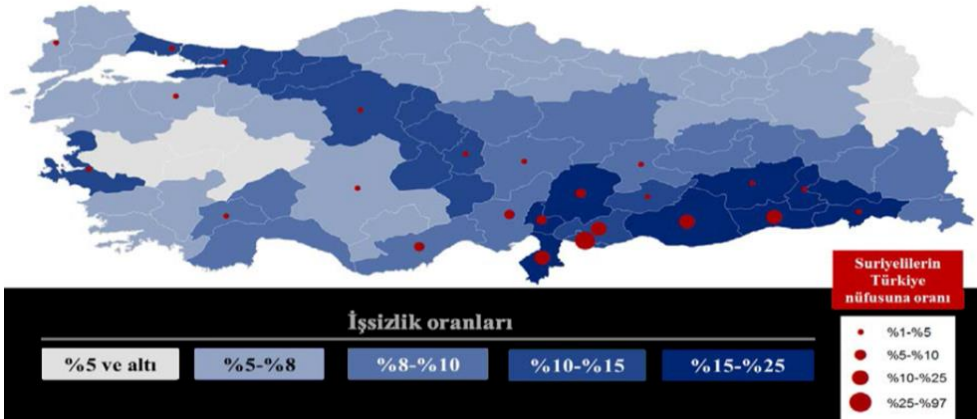 Suriyelilerin
Türkiye
nüfusuna oranı
%1-%5
%5-%10
%10-%25
%25-%97
İşsizlik oranları
%5 ve altı
%5-%8
%8-%10
%10-%15
%15-%25